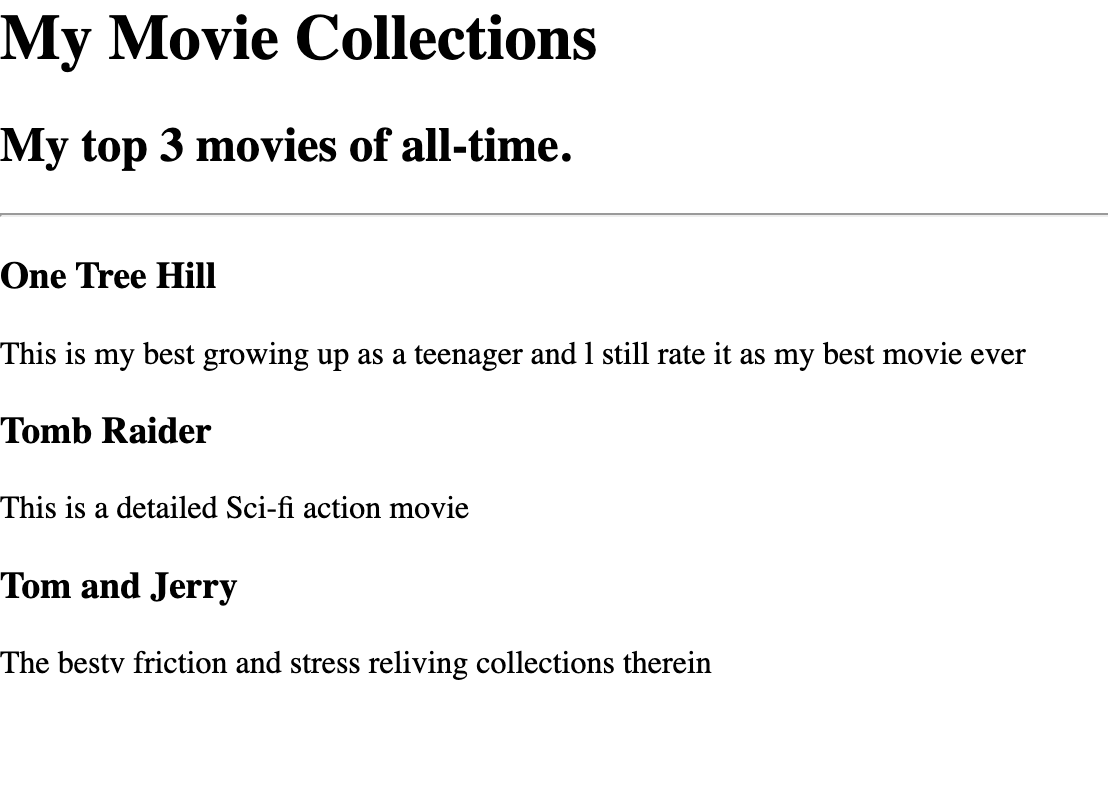 My Movie Collections
My top 3 movies of all-time.
One Tree Hill
This is my best growing up as a teenager and l still rate it as my best movie ever
Tomb Raider
This is a detailed Sci-fi action movie
Tom and Jerry
The bestv friction and stress reliving collections therein